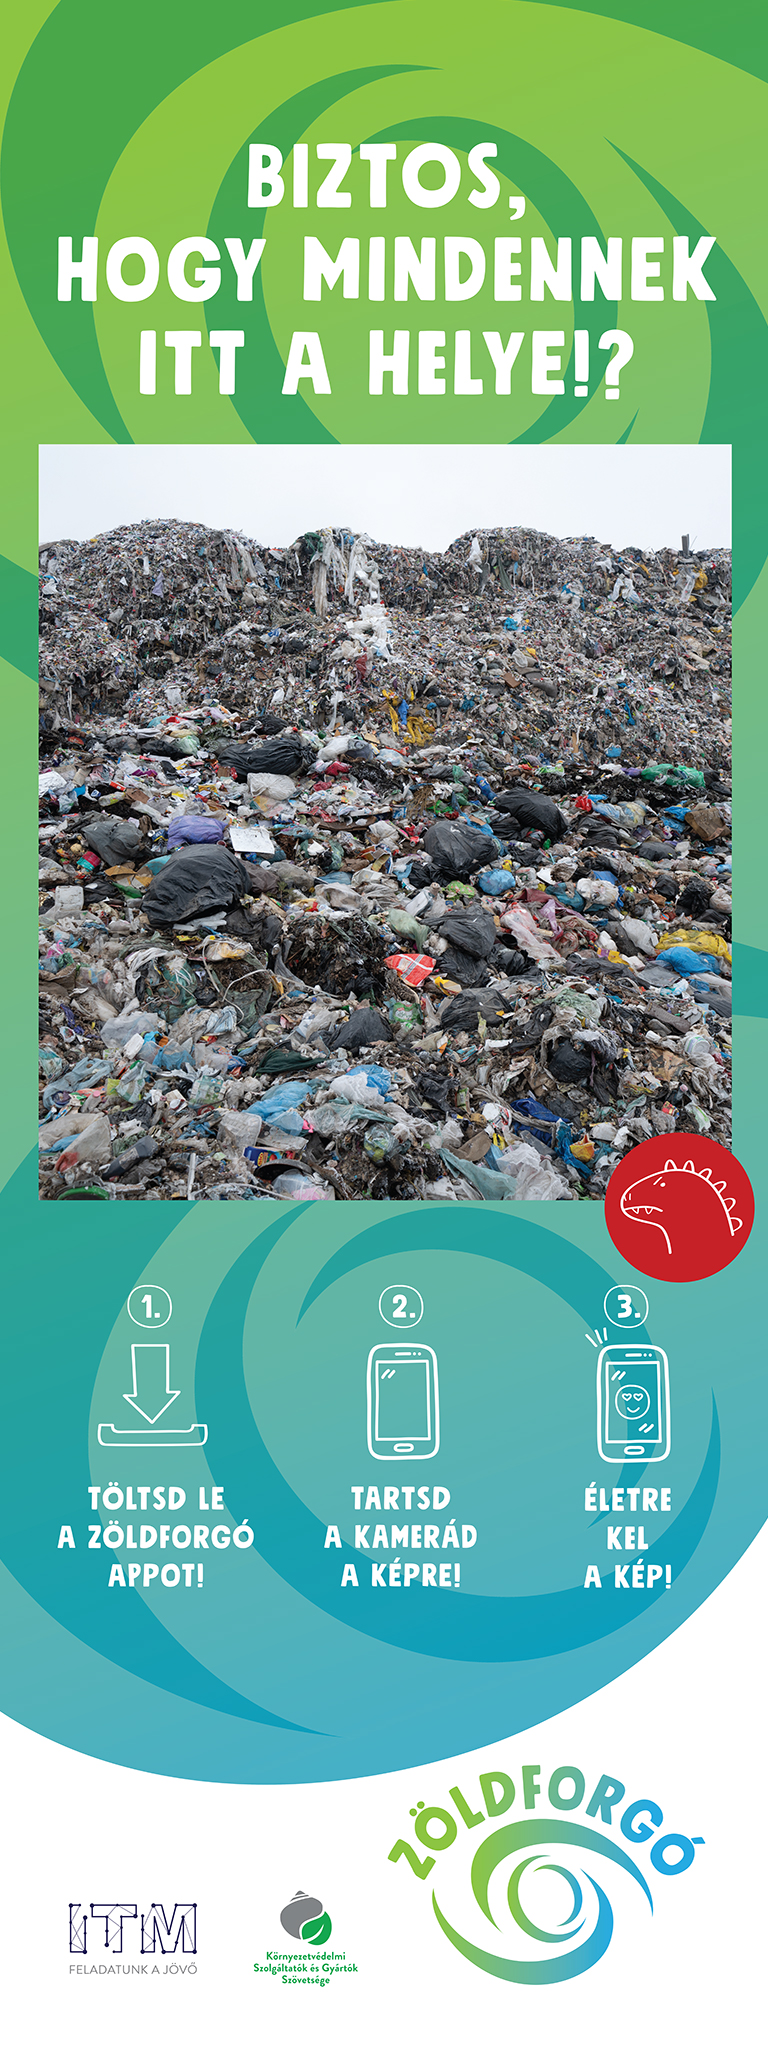 BIZTOS,
HOGY MINDENNEK
ITT A HELYE!?
1.
TÖLTSD LE
A ZÖLDFORGÓ
APPOT!
2.
TARTSD
A KAMERÁD
A KÉPRE!
3.
ÉLETRE
KEL
A KÉP!
ZÖLDFORGÓ
ITM
FELADATUNK A JÖVŐ
Környezetvédelmi
Szolgáltatók és Gyártók
Szövetsége